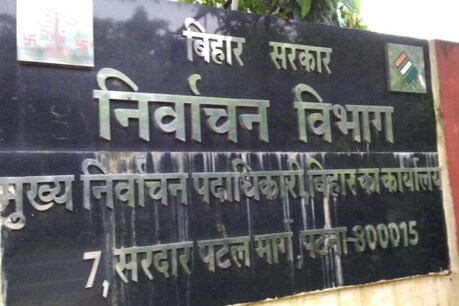 बिहार सरकार
निर्वाचन विभाग
मुख्य निर्वाचन पदाधिकारी, बिहार का कार्यालय
7, सरदार पटेल मार्ग, पटना-800015